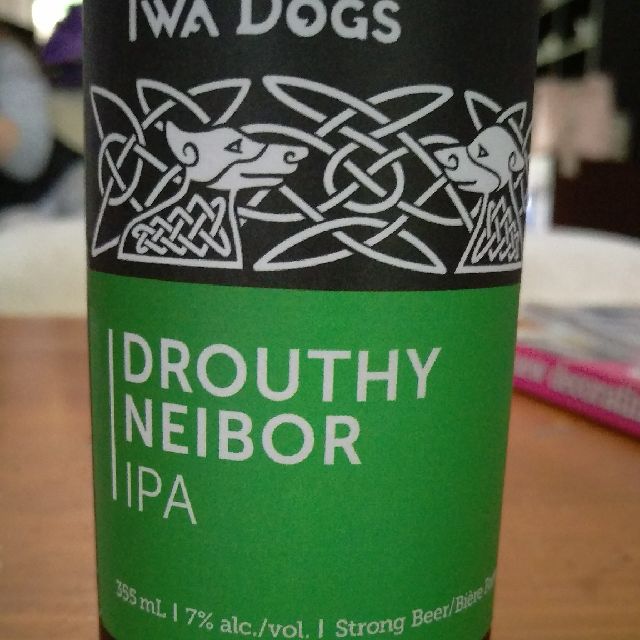 TWA DOGS
DROUTHY
NEIBOR
IPA
355 mL | 7% alc./vol. | Strong Beer/Bière